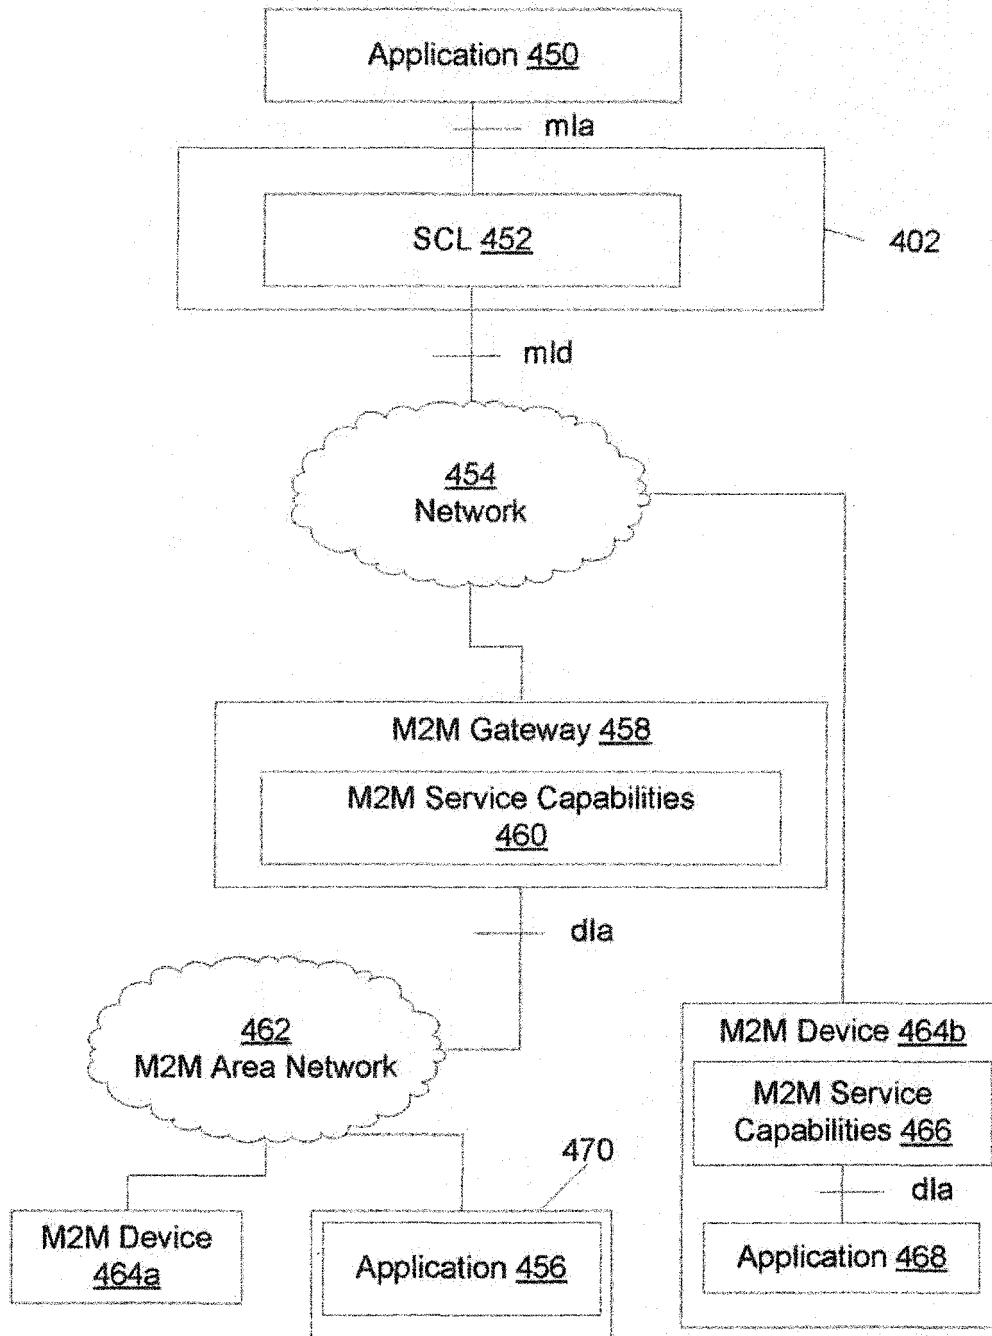 Application 450
mIa
SCL 452
402
mId
454
Network
M2M Gateway 458
M2M Service Capabilities
460
dIa
462
M2M Area Network
M2M Device 464b
M2M Service
Capabilities 466
dIa
Application 468
470
M2M Device
464a
Application 456